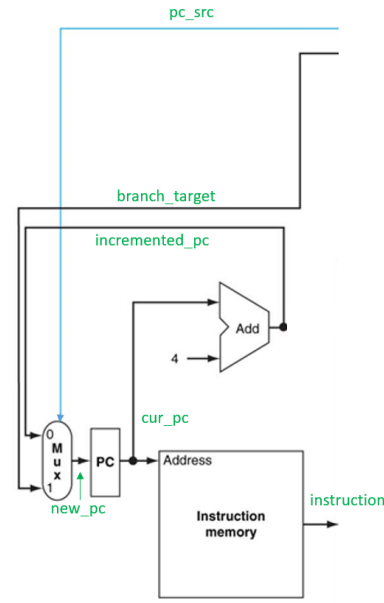 pc_src
branch_target
incremented_pc
Add
4
cur_pc
0
M
u
x
1
PC
new_pc
Address
Instruction
memory
instruction